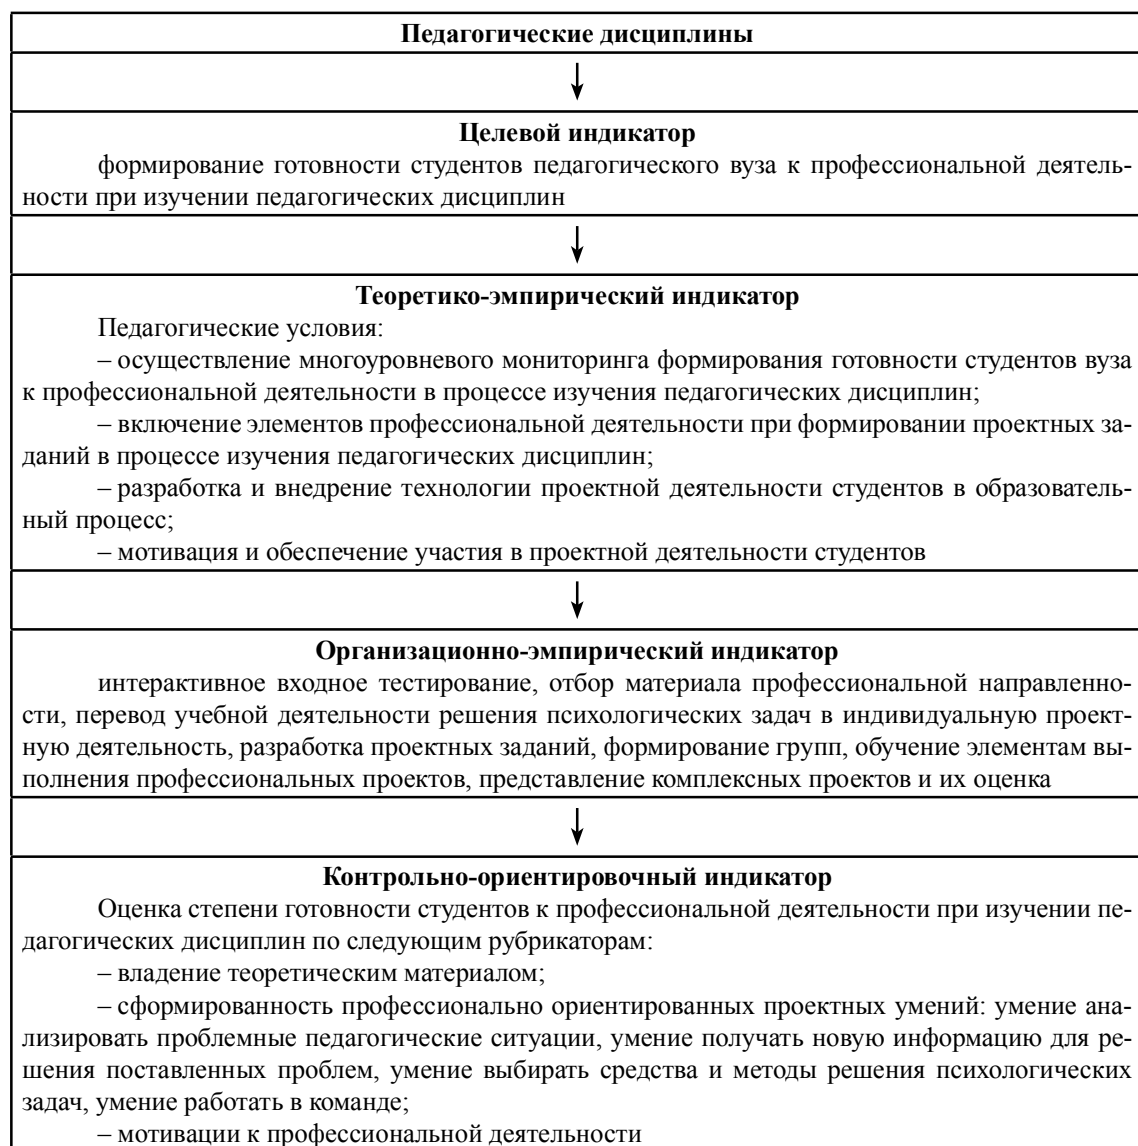 Педагогические дисциплины
Целевой индикатор
формирование готовности студентов педагогического вуза к профессиональной деятель-
ности при изучении педагогических дисциплин
Теоретико-эмпирический индикатор
Педагогические условия:
– осуществление многоуровневого мониторинга формирования готовности студентов вуза
к профессиональной деятельности в процессе изучения педагогических дисциплин;
– включение элементов профессиональной деятельности при формировании проектных за-
даний в процессе изучения педагогических дисциплин;
– разработка и внедрение технологии проектной деятельности студентов в образователь-
ный процесс;
– мотивация и обеспечение участия в проектной деятельности студентов
Организационно-эмпирический индикатор
интерактивное входное тестирование, отбор материала профессиональной направленно-
сти, перевод учебной деятельности решения психологических задач в индивидуальную проект-
ную деятельность, разработка проектных заданий, формирование групп, обучение элементам вы-
полнения профессиональных проектов, представление комплексных проектов и их оценка
Контрольно-ориентировочный индикатор
Оценка степени готовности студентов к профессиональной деятельности при изучении пе-
дагогических дисциплин по следующим рубрикаторам:
– владение теоретическим материалом;
– сформированность профессионально ориентированных проектных умений: умение ана-
лизировать проблемные педагогические ситуации, умение получать новую информацию для ре-
шения поставленных проблем, умение выбирать средства и методы решения психологических
задач, умение работать в команде;
– мотивации к профессиональной деятельности